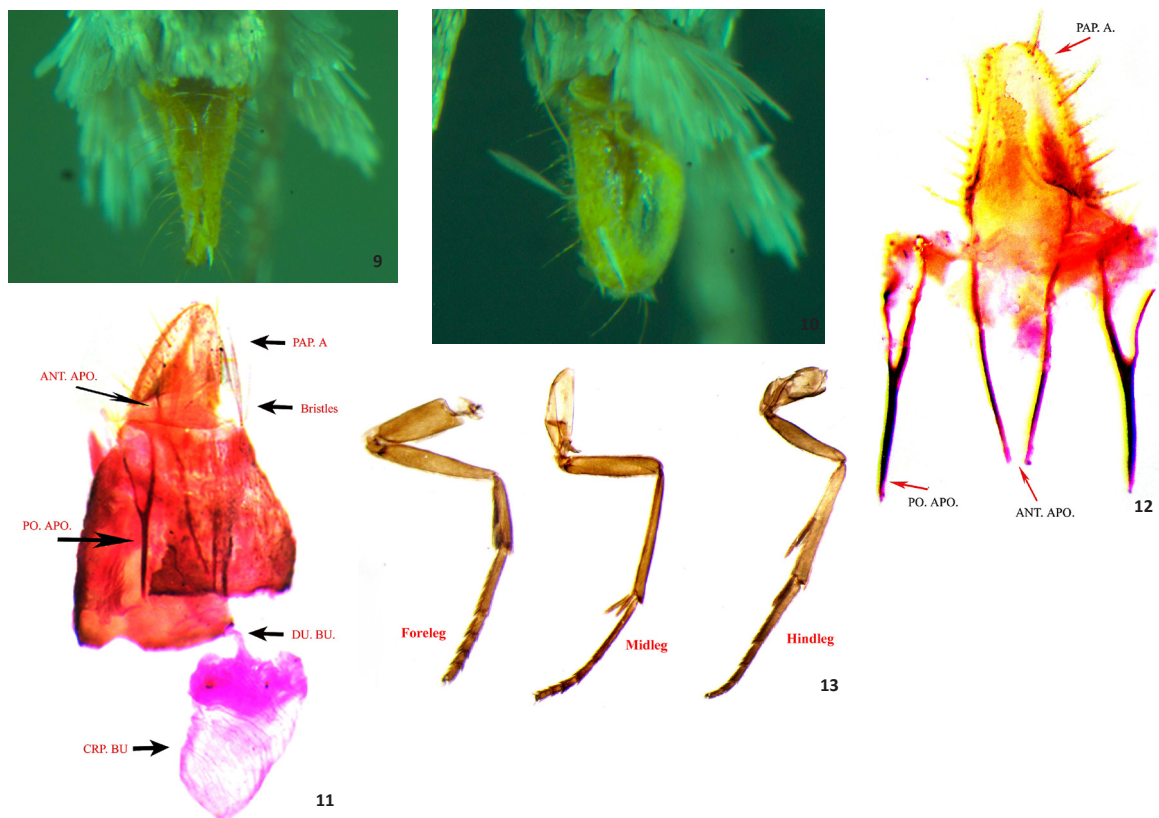 9
10
PAP. A.
PO. APO.
ANT. APO.
12
PAP. A
ANT. APO.
Bristles
PO. APO.
DU. BU.
CRP. BU
11
Foreleg
Midleg
Hindleg
13